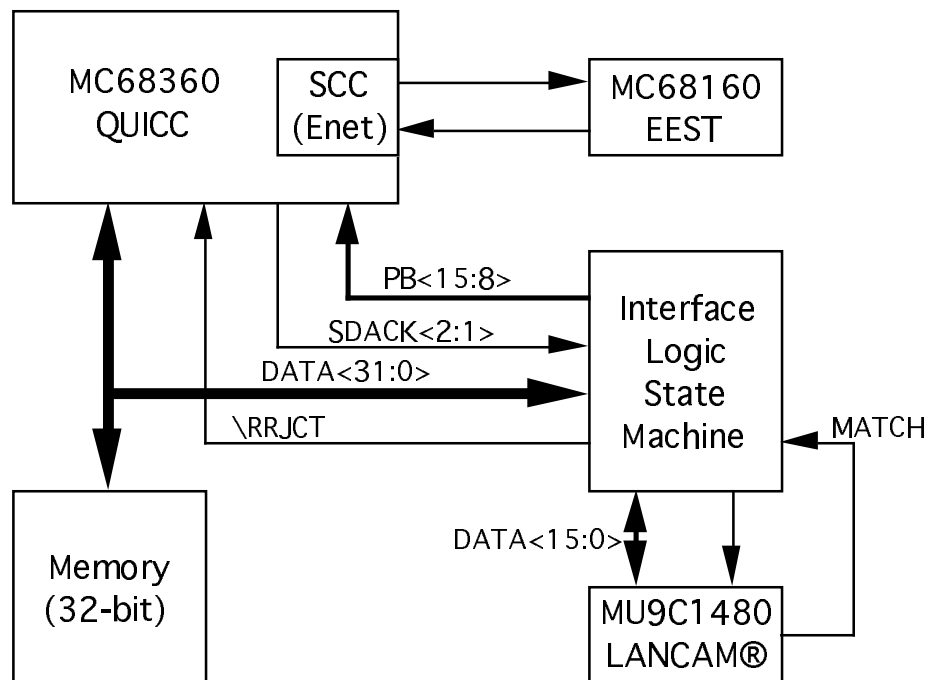 MC68360
QUICC
SCC
(Enet)
MC68160
EEST
PB<15:8>
SDACK<2:1>
DATA<31:0>
\RRJCT
Interface
Logic
State
Machine
MATCH
DATA<15:0>
Memory
(32-bit)
MU9C1480
LANCAM®